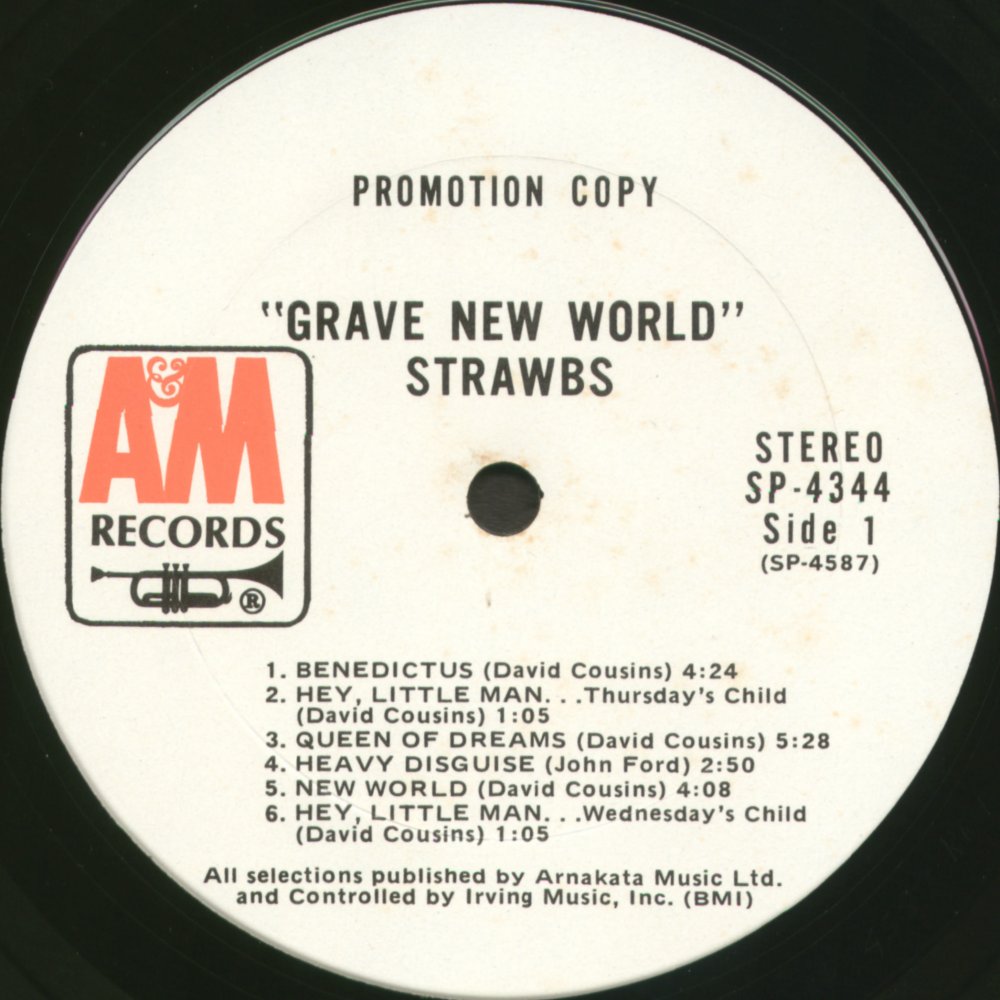 PROMOTION COPY
"GRAVE NEW WORLD"
STRAWBS
A&M
RECORDS
®
STEREO
SP-4344
Side 1
(SP-4587)
1. BENEDICTUS (David Cousins) 4:24
2. HEY, LITTLE MAN. . .Thursday's Child
(David Cousins) 1:05
3. QUEEN OF DREAMS (David Cousins) 5:28
4. HEAVY DISGUISE (John Ford) 2:50
5. NEW WORLD (David Cousins) 4:08
6. HEY, LITTLE MAN. . .Wednesday's Child
(David Cousins) 1:05
All selections published by Arnakata Music Ltd.
and Controlled by Irving Music, Inc. (BMI)